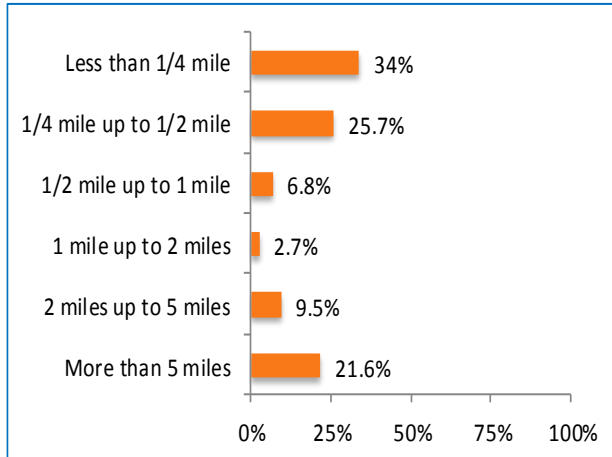 Less than 1/4 mile 34%
1/4 mile up to 1/2 mile 25.7%
1/2 mile up to 1 mile 6.8%
1 mile up to 2 miles 2.7%
2 miles up to 5 miles 9.5%
More than 5 miles 21.6%
0% 25% 50% 75% 100%